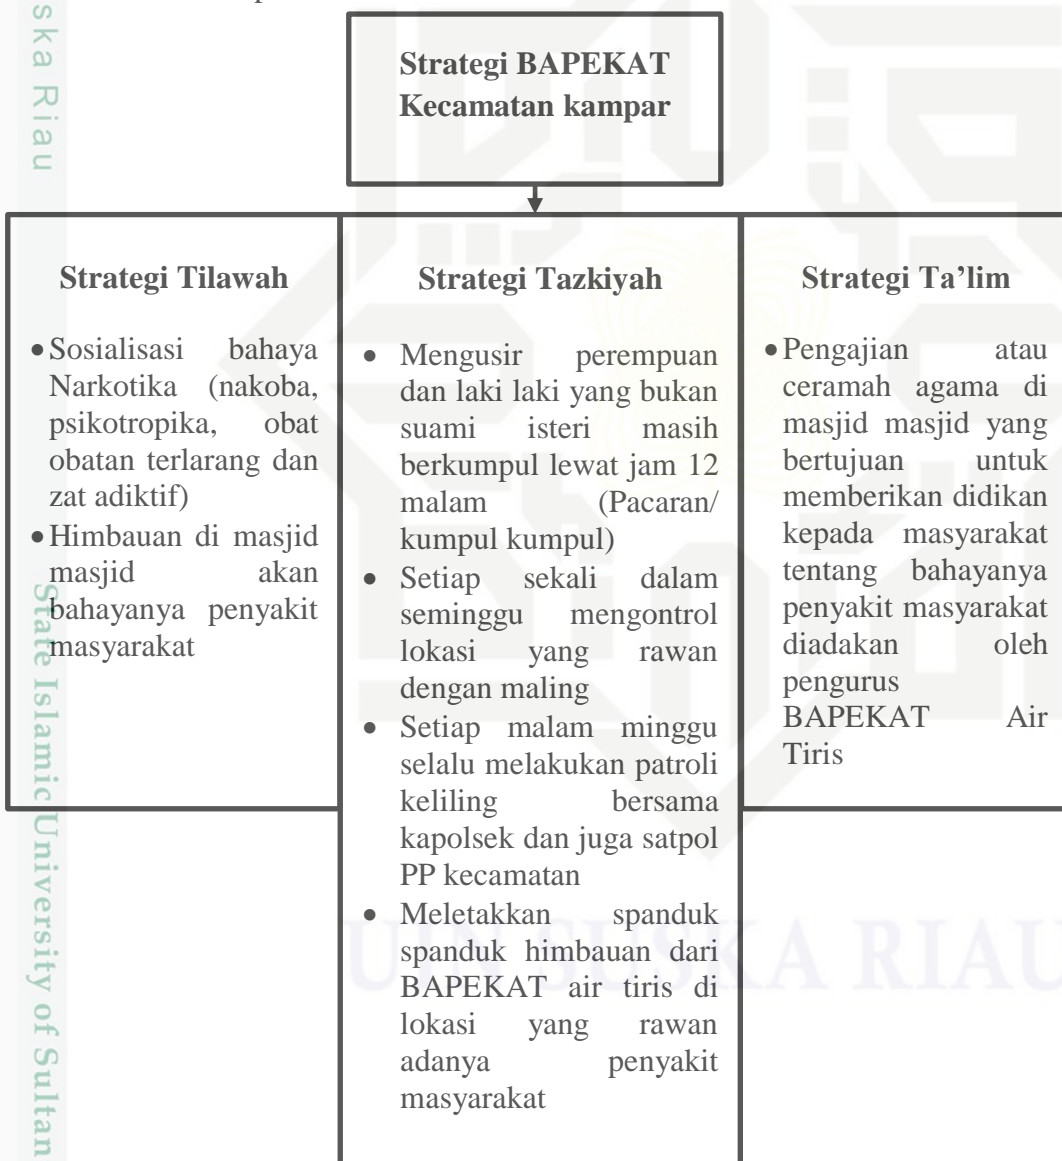 Strategi BAPEKAT
Kecamatan kampar
Strategi Tilawah
•Sosialisasi bahaya
Narkotika (nakoba,
psikotropika, obat
obatan terlarang dan
zat adiktif)
•Himbauan di masjid
masjid akan
bahayanya penyakit
masyarakat
Strategi Tazkiyah
• Mengusir perempuan
dan laki laki yang bukan
suami isteri masih
berkumpul lewat jam 12
malam (Pacaran/
kumpul kumpul)
• Setiap sekali dalam
seminggu mengontrol
lokasi yang rawan
dengan maling
• Setiap malam minggu
selalu melakukan patroli
keliling bersama
kapolsek dan juga satpol
PP kecamatan
• Meletakkan spanduk
spanduk himbauan dari
BAPEKAT air tiris di
lokasi yang rawan
adanya penyakit
masyarakat
Strategi Ta’lim
•Pengajian atau
ceramah agama di
masjid masjid yang
bertujuan untuk
memberikan didikan
kepada masyarakat
tentang bahayanya
penyakit masyarakat
diadakan oleh
pengurus
BAPEKAT Air
Tiris
ska Riau
State Islamic University of Sultan
UIN SUSKA RIAU